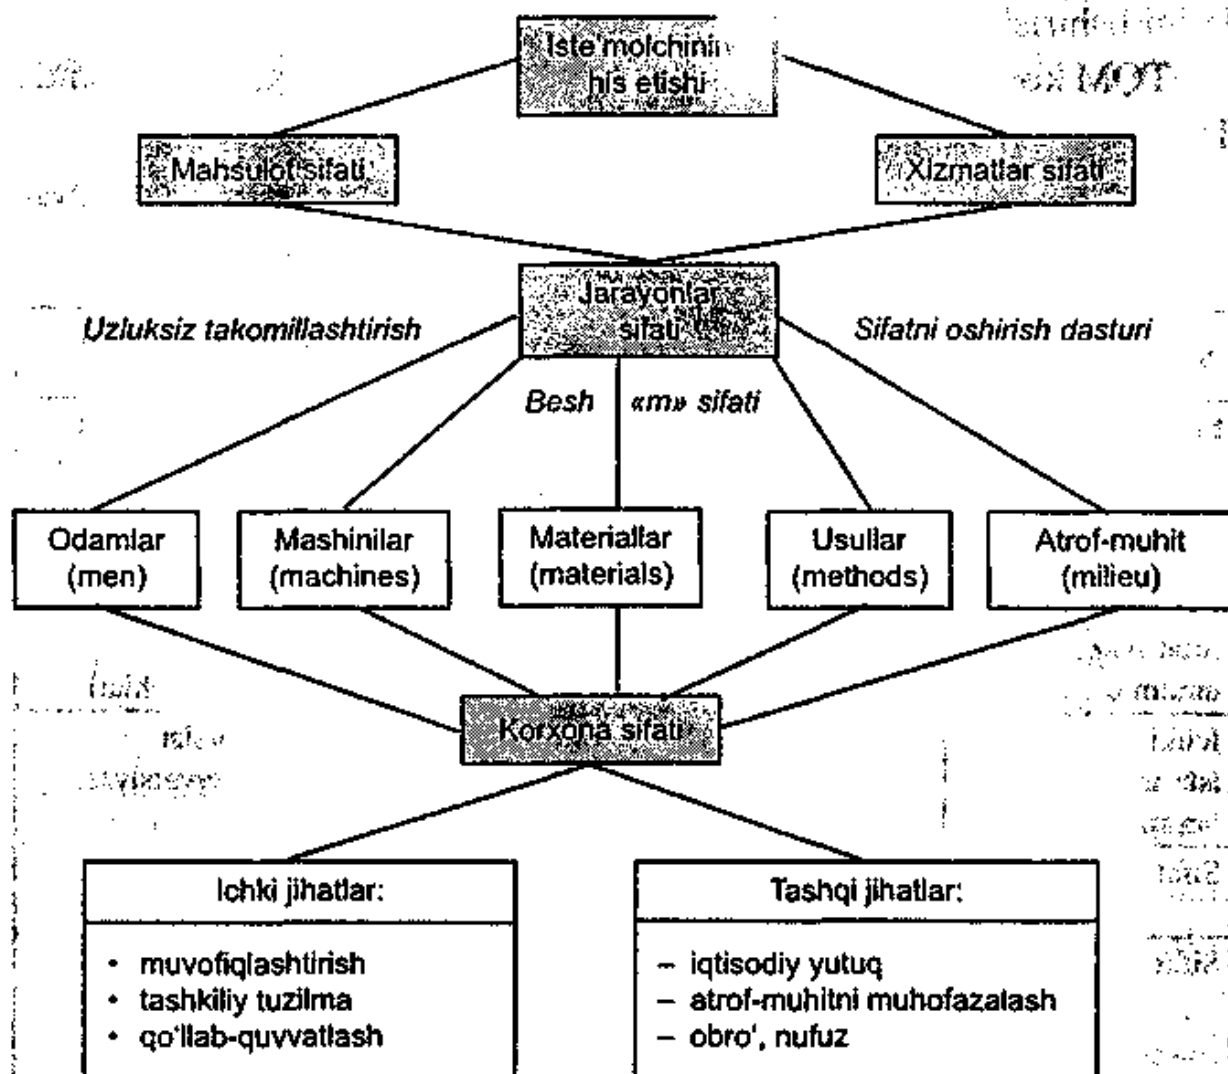 his etishi
Mahsulot sifati
Xizmatlar sifati
Jarayonlar
sifati
Uzluksiz takomillashtirish
Sifatni oshirish dasturi
Besh «m» sifati
Odamlar
(men)
Mashinilar
(machines)
Materiallar
(materials)
Usullar
(methods)
Atrof-muhit
(milieu)
Korxona sifati
Ichki jihatlar:
• muvofiqlashtirish
• tashkiliy tuzilma
• qo'llab-quvvatlash
Tashqi jihatlar:
– iqtisodiy yutuq
– atrof-muhitni muhofazalash
– obro', nufuz